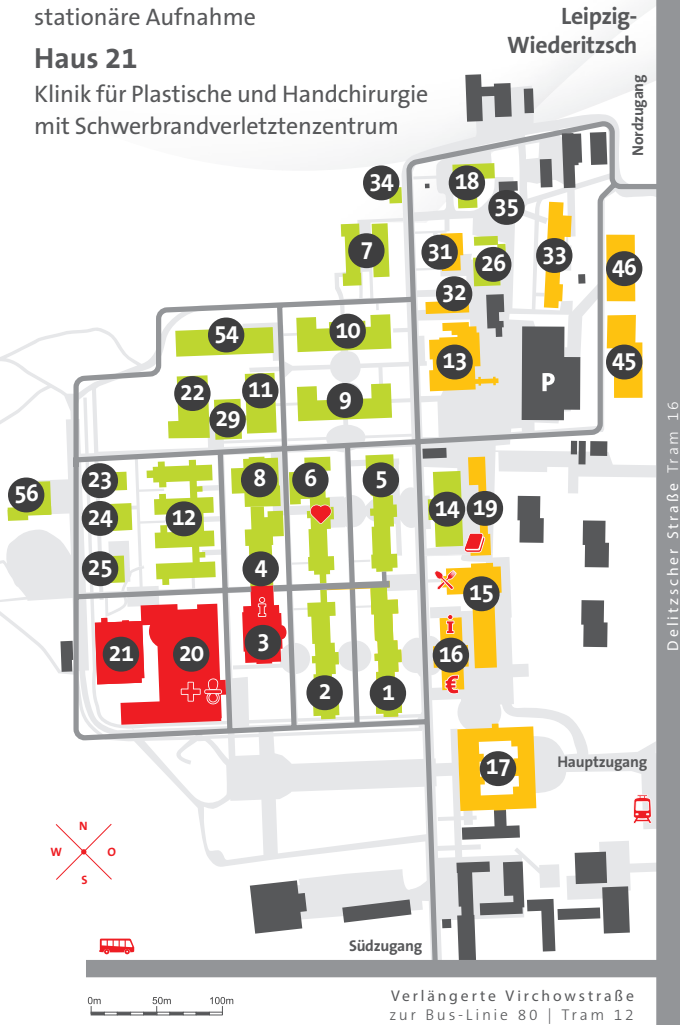 stationäre Aufnahme
Haus 21
Klinik für Plastische und Handchirurgie
mit Schwerbrandverletztenzentrum
Leipzig-
Wiederitzsch
Nordzugang
34
18
35
7
31
26
33
46
32
54
10
13
45
P
22
11
29
9
56
23
24
25
12
8
6
5
14
19
4
15
i
21
20
3
i
16
€
2
1
17
Hauptzugang
Delitzscher Straße Tram 16
N
W O
S
Südzugang
0m 50m 100m
Verlängerte Virchowstraße
zur Bus-Linie 80 | Tram 12